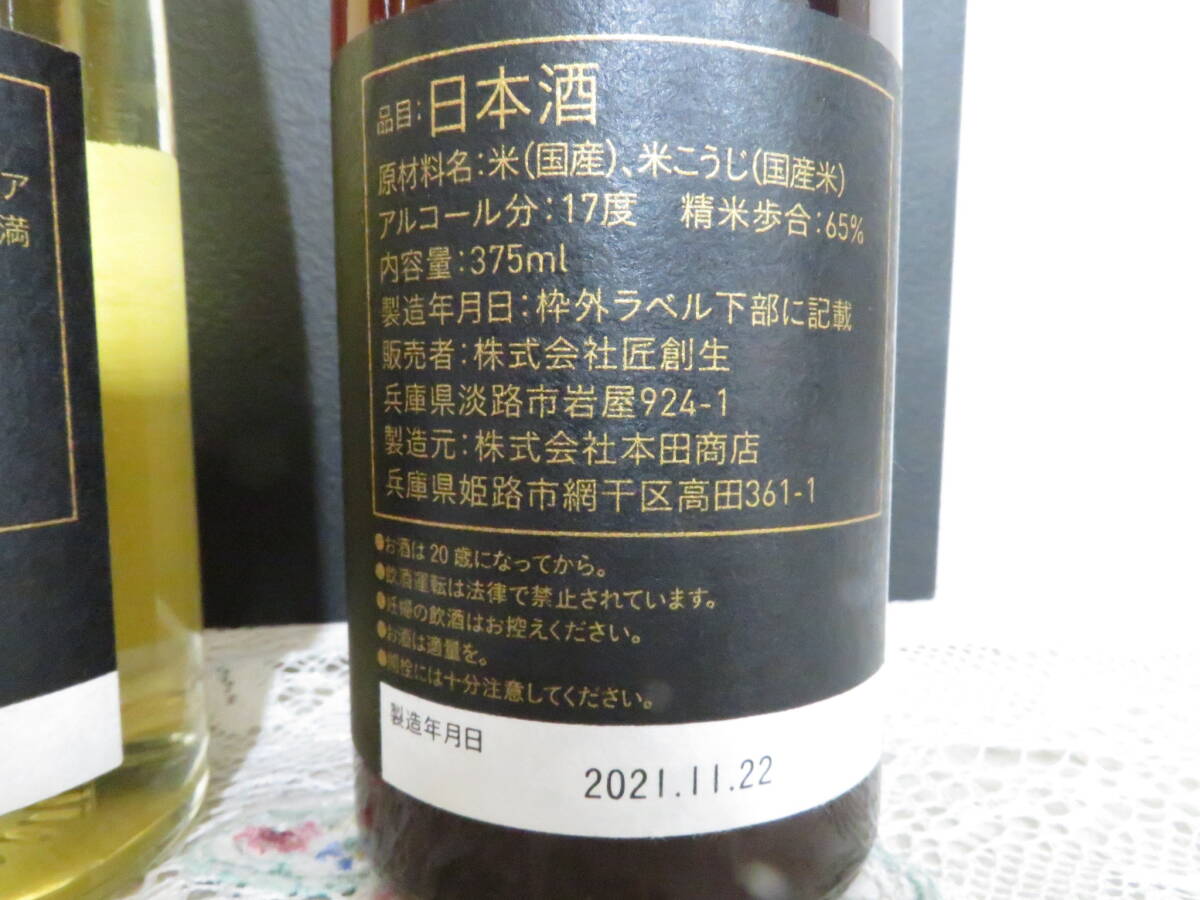 ア
満
品目:日本酒
原材料名:米(国産)、米こうじ(国産米)
アルコール分:17度 精米歩合:65%
内容量:375ml
製造年月日:枠外ラベル下部に記載
販売者:株式会社匠創生
兵庫県淡路市岩屋924-1
製造元:株式会社本田商店
兵庫県姫路市網干区高田361-1
●お酒は20歳になってから。
●飲酒運転は法律で禁止されています。
●妊婦の飲酒はお控えください。
●お酒は適量を。
●開栓には十分注意してください。
製造年月日
2021.11.22